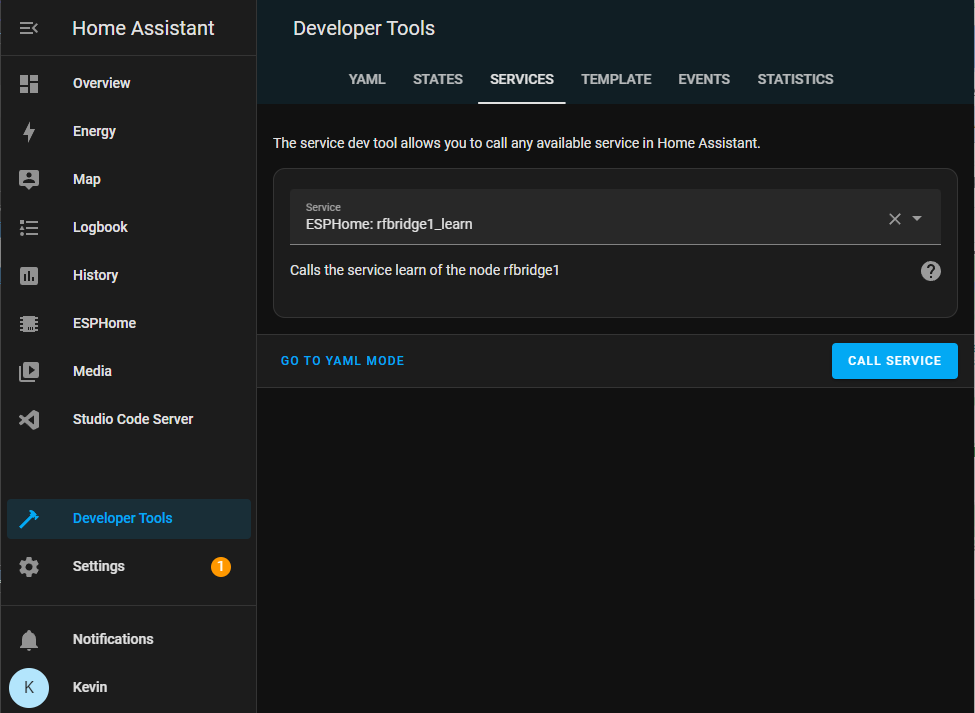 Home Assistant
Overview
Energy
Map
Logbook
History
ESPHome
Media
Studio Code Server
Developer Tools
Settings
1
Notifications
K
Kevin
Developer Tools
YAML STATES SERVICES TEMPLATE EVENTS STATISTICS
The service dev tool allows you to call any available service in Home Assistant.
Service
ESPHome: rfbridge1_learn
Calls the service learn of the node rfbridge1
GO TO YAML MODE
CALL SERVICE